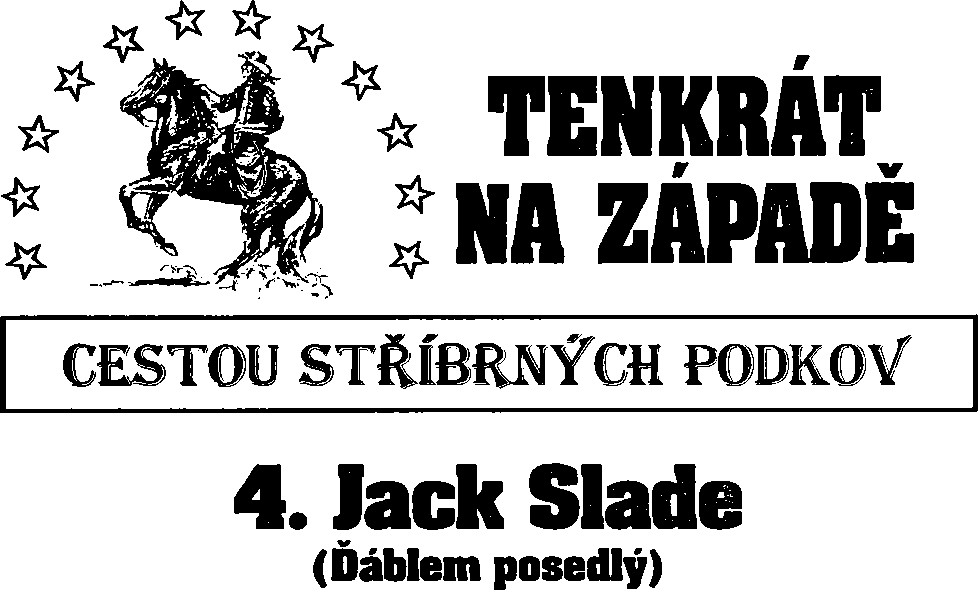 TENKRÁT
NA ZÁPADĚ
CESTOU STŘÍBRNÝCH PODKOV
4. Jack Slade
(Ďáblem posedlý)